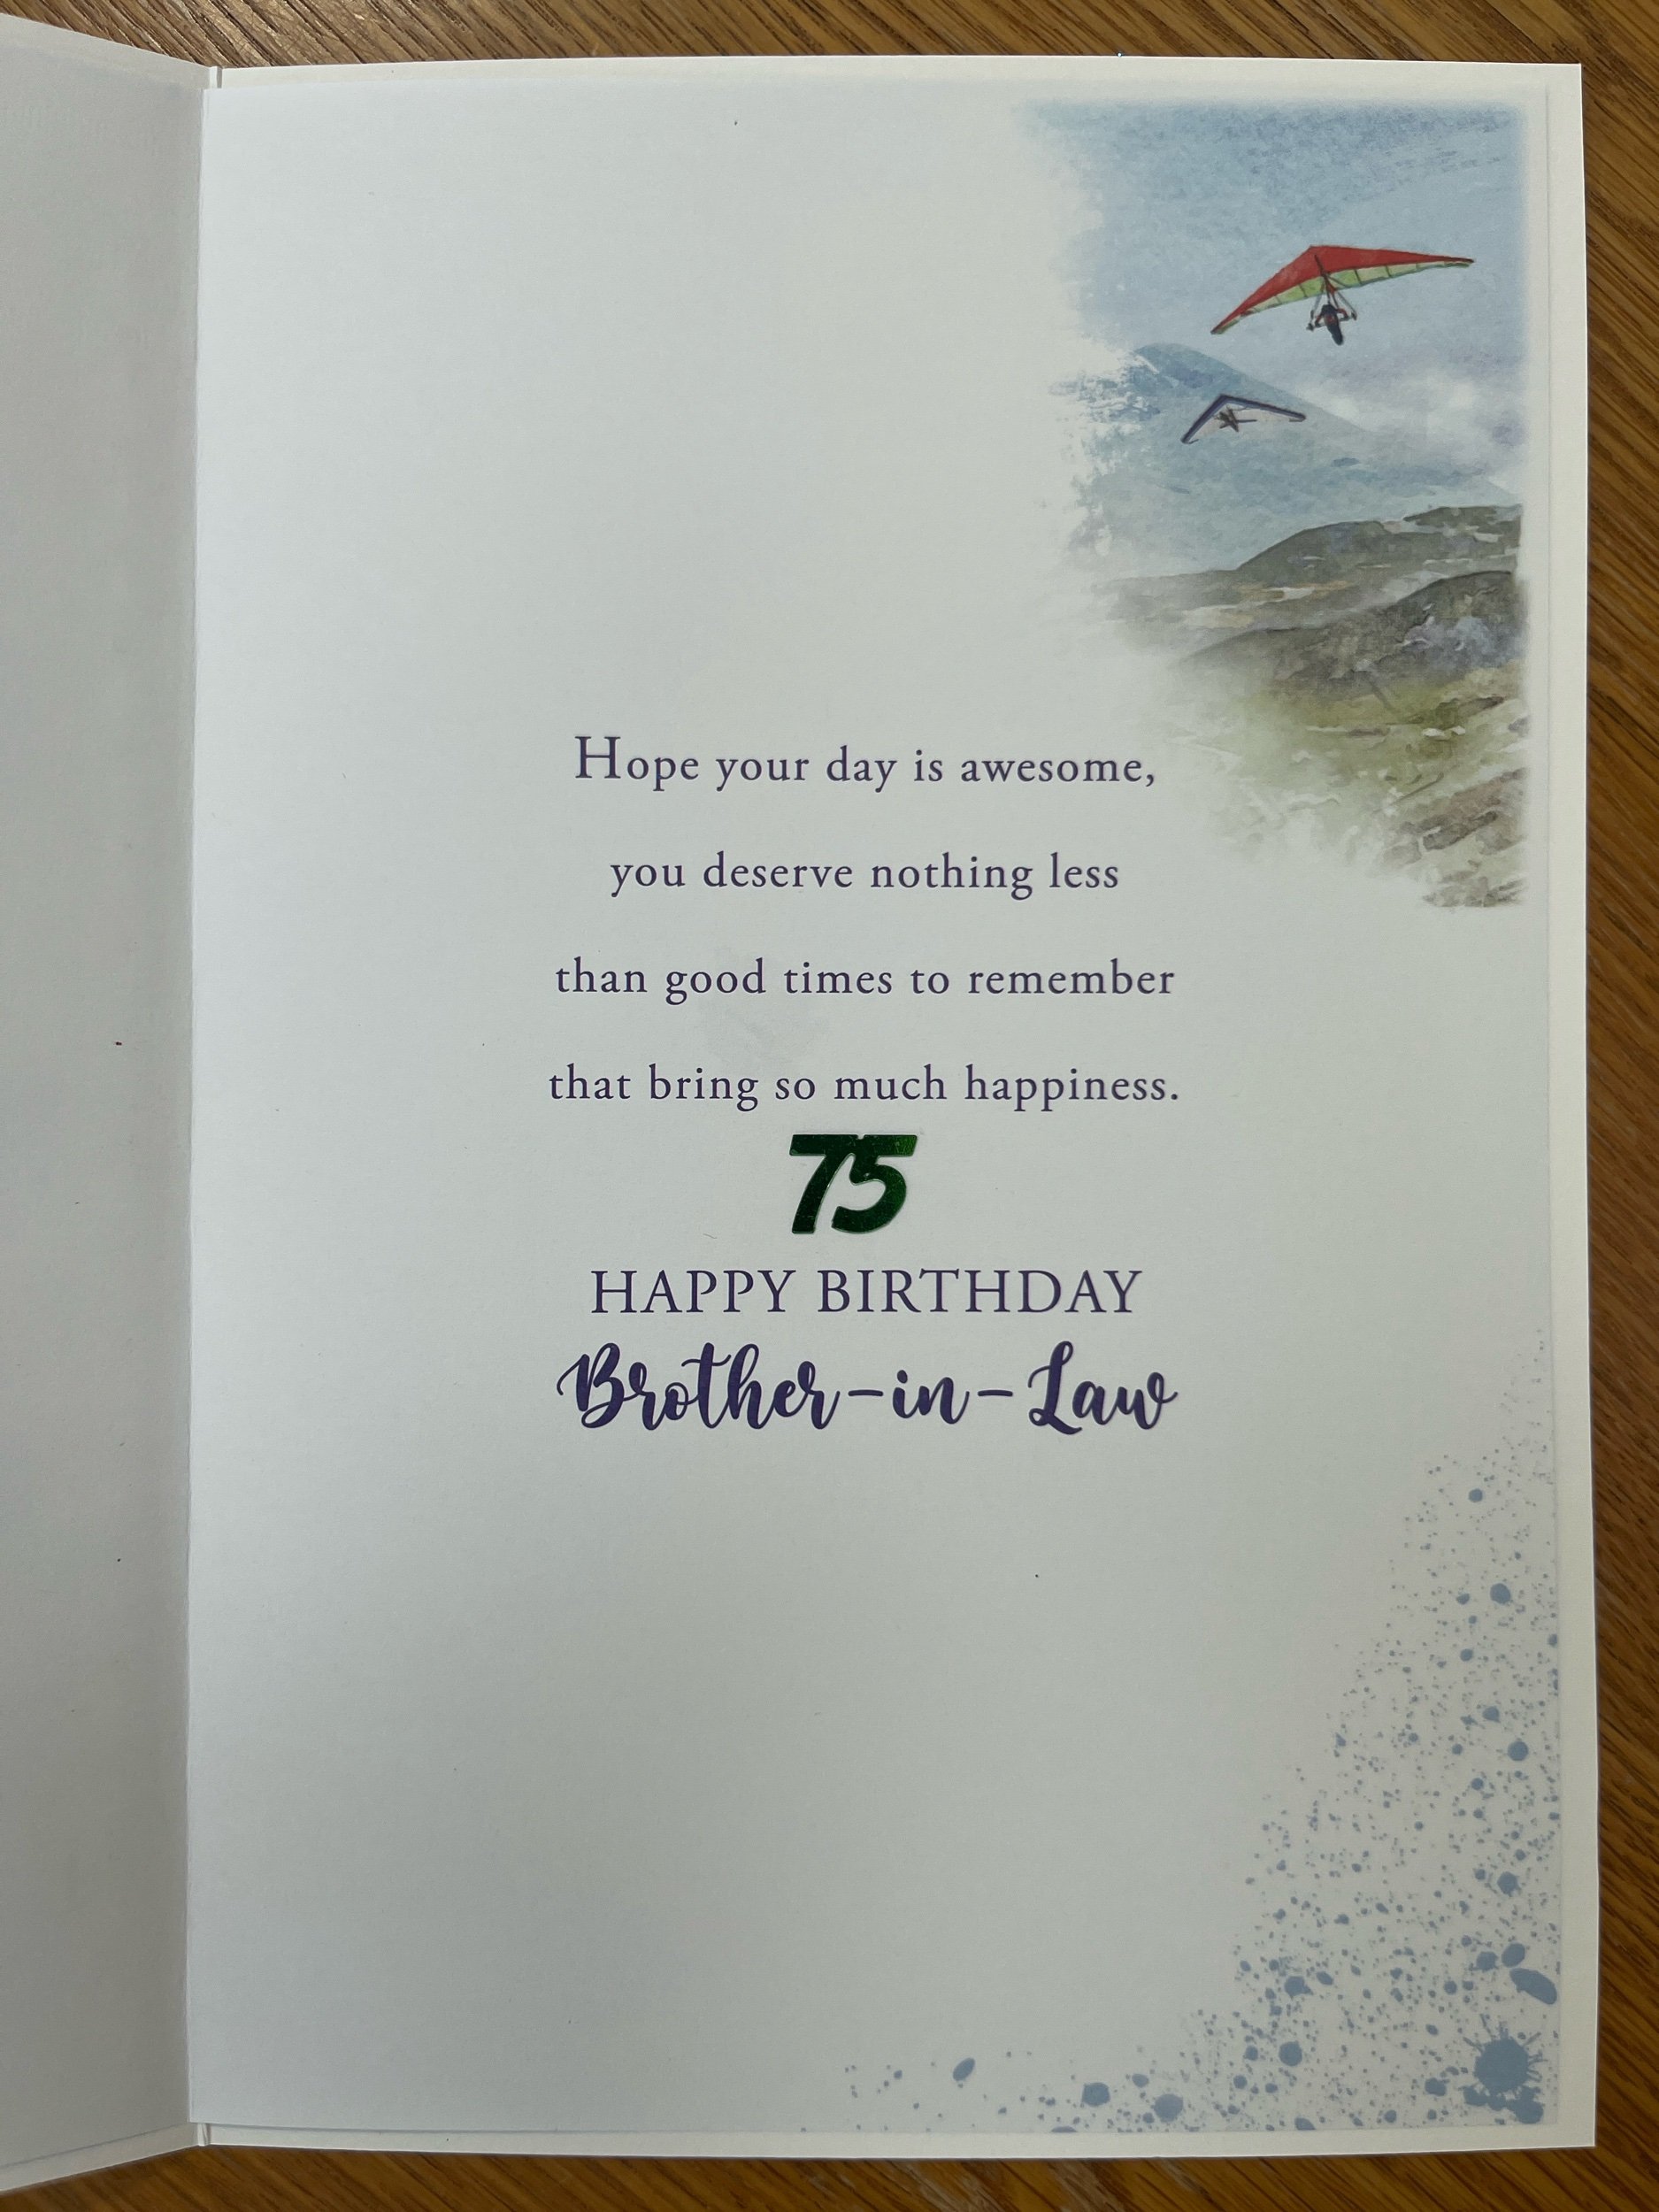 Hope your day is awesome,
you deserve nothing less
than good times to remember
that bring so much happiness.
75
HAPPY BIRTHDAY
Brother-in-Law